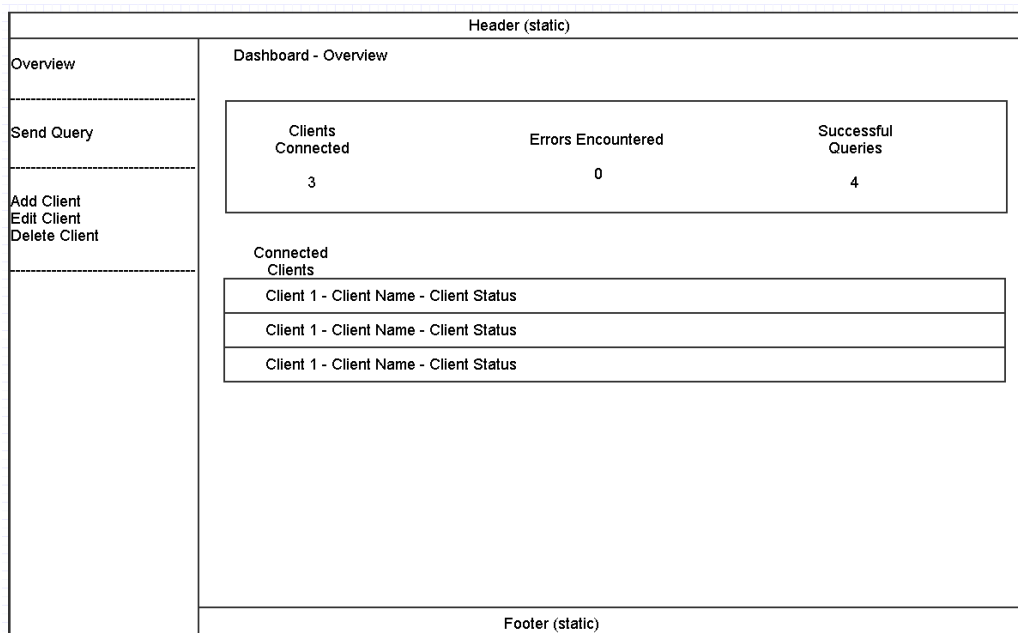 Header (static)
Overview
Send Query
Add Client
Edit Client
Delete Client
Dashboard - Overview
Clients
Connected
3
Errors Encountered
0
Successful
Queries
4
Connected
Clients
Client 1 - Client Name - Client Status
Client 1 - Client Name - Client Status
Client 1 - Client Name - Client Status
Footer (static)